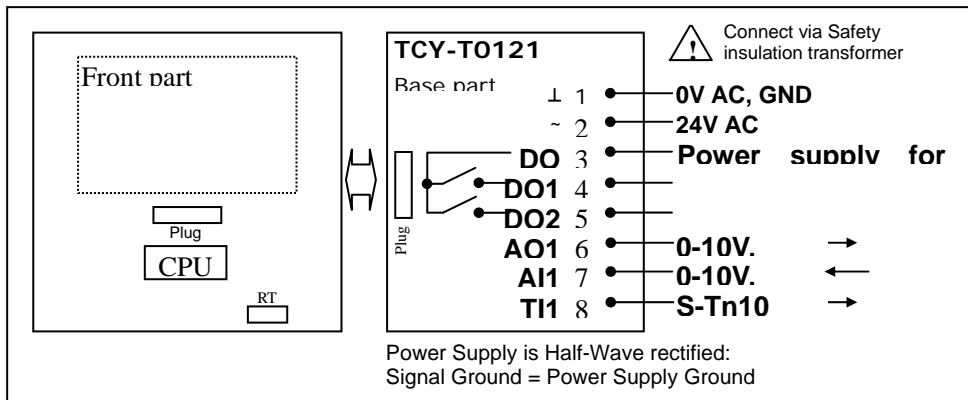 Front part
Plug
CPU
RT
TCY-T0121
Base part
⊥ 1 0V AC, GND
~ 2 24V AC
DO 3 Power supply for
DO1 4
DO2 5
AO1 6 0-10V.
AI1 7 0-10V.
TI1 8 S-Tn10
Plug
Connect via Safety
insulation transformer
Power Supply is Half-Wave rectified:
Signal Ground = Power Supply Ground